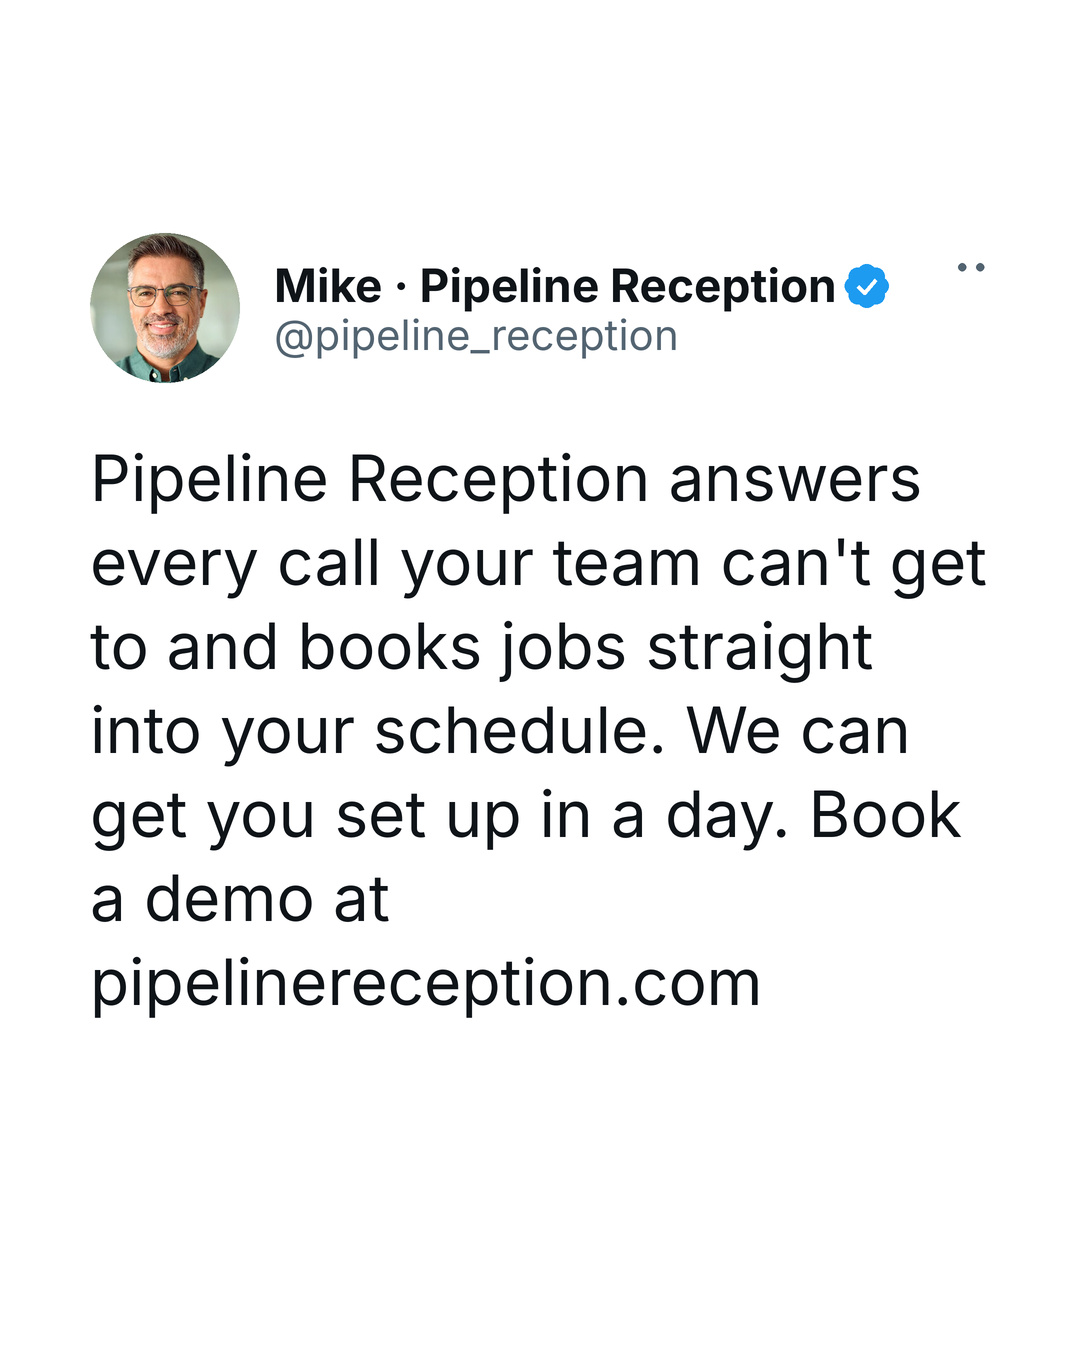 Mike · Pipeline Reception
@pipeline_reception
Pipeline Reception answers
every call your team can't get
to and books jobs straight
into your schedule. We can
get you set up in a day. Book
a demo at
pipelinereception.com